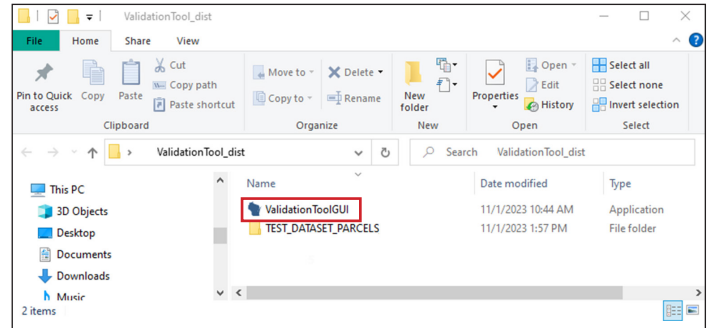 ValidationTool_dist
File Home Share View
Pin to Quick access
Copy
Paste
Cut
Copy path
Paste shortcut
Clipboard
Move to
Copy to
Delete
Rename
Organize
New folder
New
Properties
Open
Edit
History
Open
Select all
Select none
Invert selection
Select
ValidationTool_dist
Search ValidationTool_dist
This PC
3D Objects
Desktop
Documents
Downloads
Music
Name Date modified Type
ValidationToolGUI 11/1/2023 10:44 AM Application
TEST_DATASET_PARCELS 11/1/2023 1:57 PM File folder
2 items